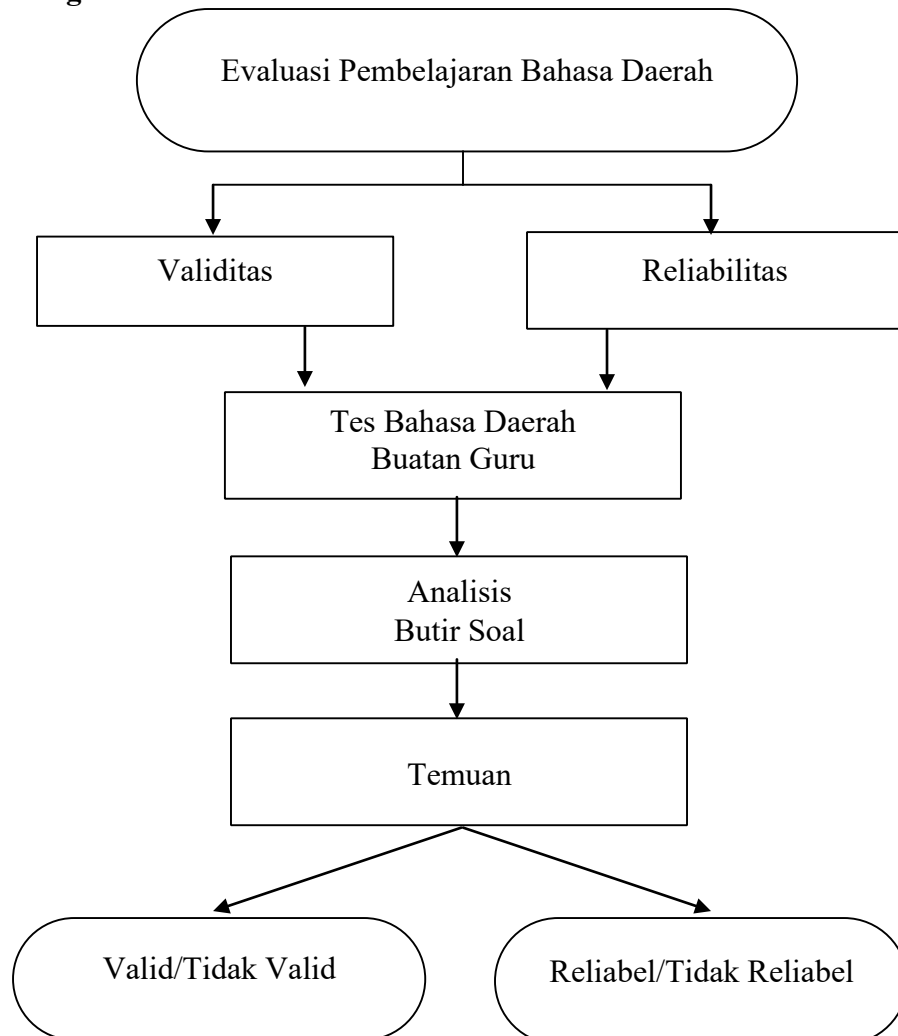 Evaluasi Pembelajaran Bahasa Daerah
Validitas
Reliabilitas
Tes Bahasa Daerah
Buatan Guru
Analisis
Butir Soal
Temuan
Valid/Tidak Valid
Reliabel/Tidak Reliabel